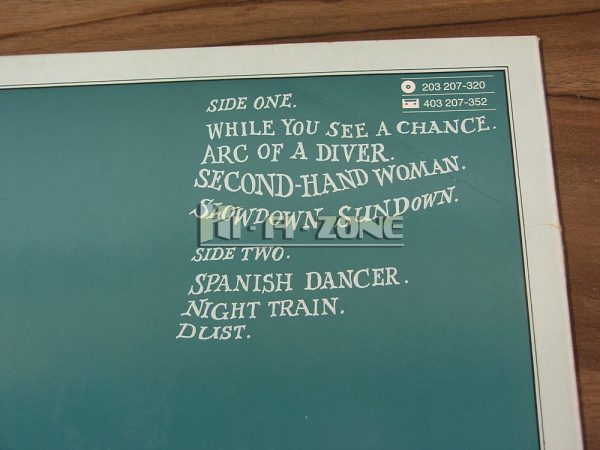 203 207-320
403 207-352
SIDE ONE.
WHILE YOU SEE A CHANCE.
ARC OF A DIVER.
SECOND-HAND WOMAN.
SLOWDOWN SUNDOWN.
HI-FI-ZONE
SIDE TWO.
SPANISH DANCER.
NIGHT TRAIN.
DUST.